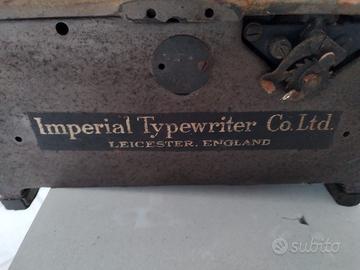 Imperial Typewriter Co. Ltd.
LEICESTER, ENGLAND
subito